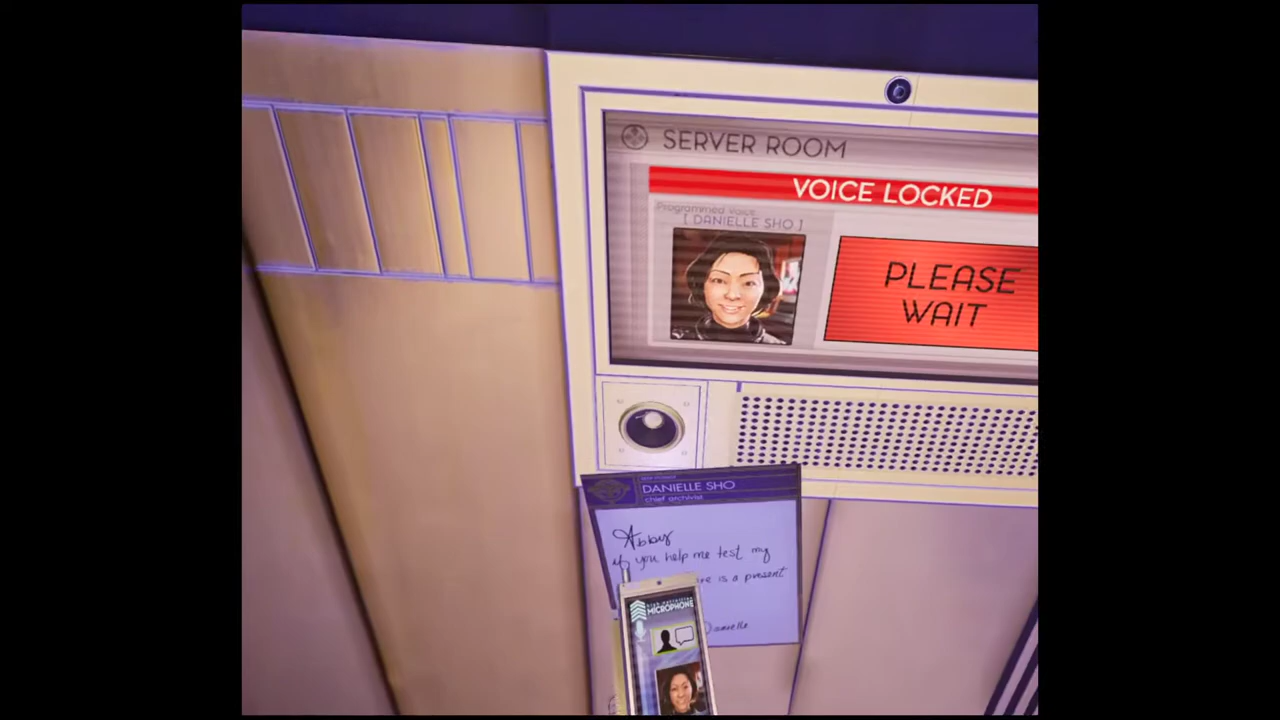 SERVER ROOM
VOICE LOCKED
Programmed voice:
[ DANIELLE SHO ]
PLEASE
WAIT
DANIELLE SHO
chief archivist
Abby
if you help me test my
re is a present
Danielle
MICROPHONE